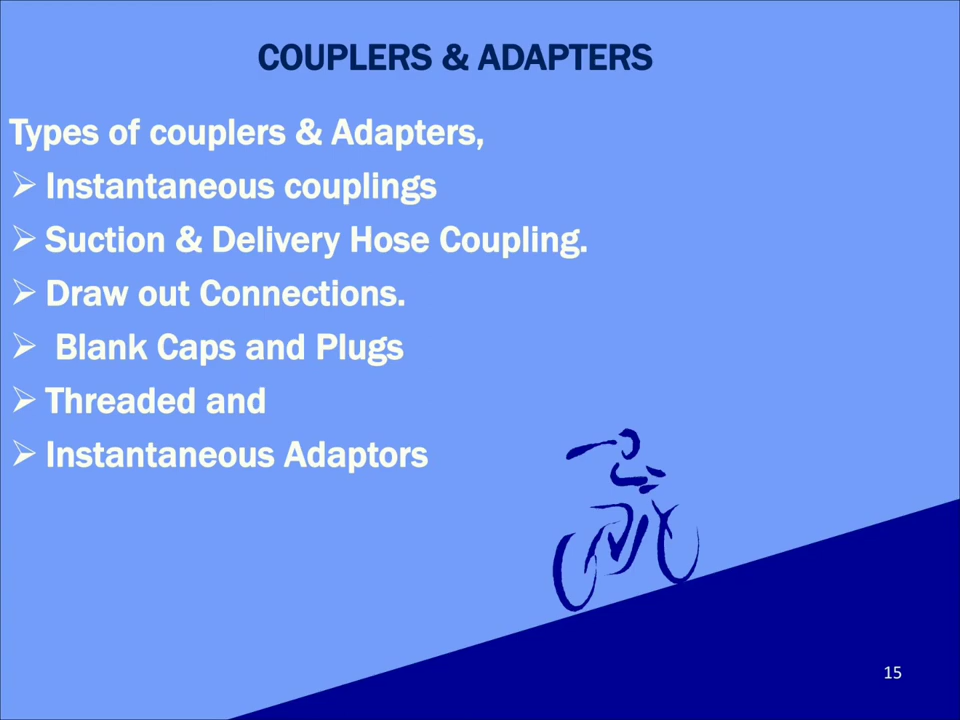 COUPLERS & ADAPTERS
Types of couplers & Adapters,
➢ Instantaneous couplings
➢ Suction & Delivery Hose Coupling.
➢ Draw out Connections.
➢ Blank Caps and Plugs
➢ Threaded and
➢ Instantaneous Adaptors
15